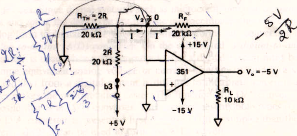 R_TH = 2R
20 kΩ
V_2 ≅ 0
R_F
20 kΩ
I
I
-5V
2R
2R
20 kΩ
+15 V
351
V_o = -5 V
b3
-15 V
R_L
10 kΩ
+5 V